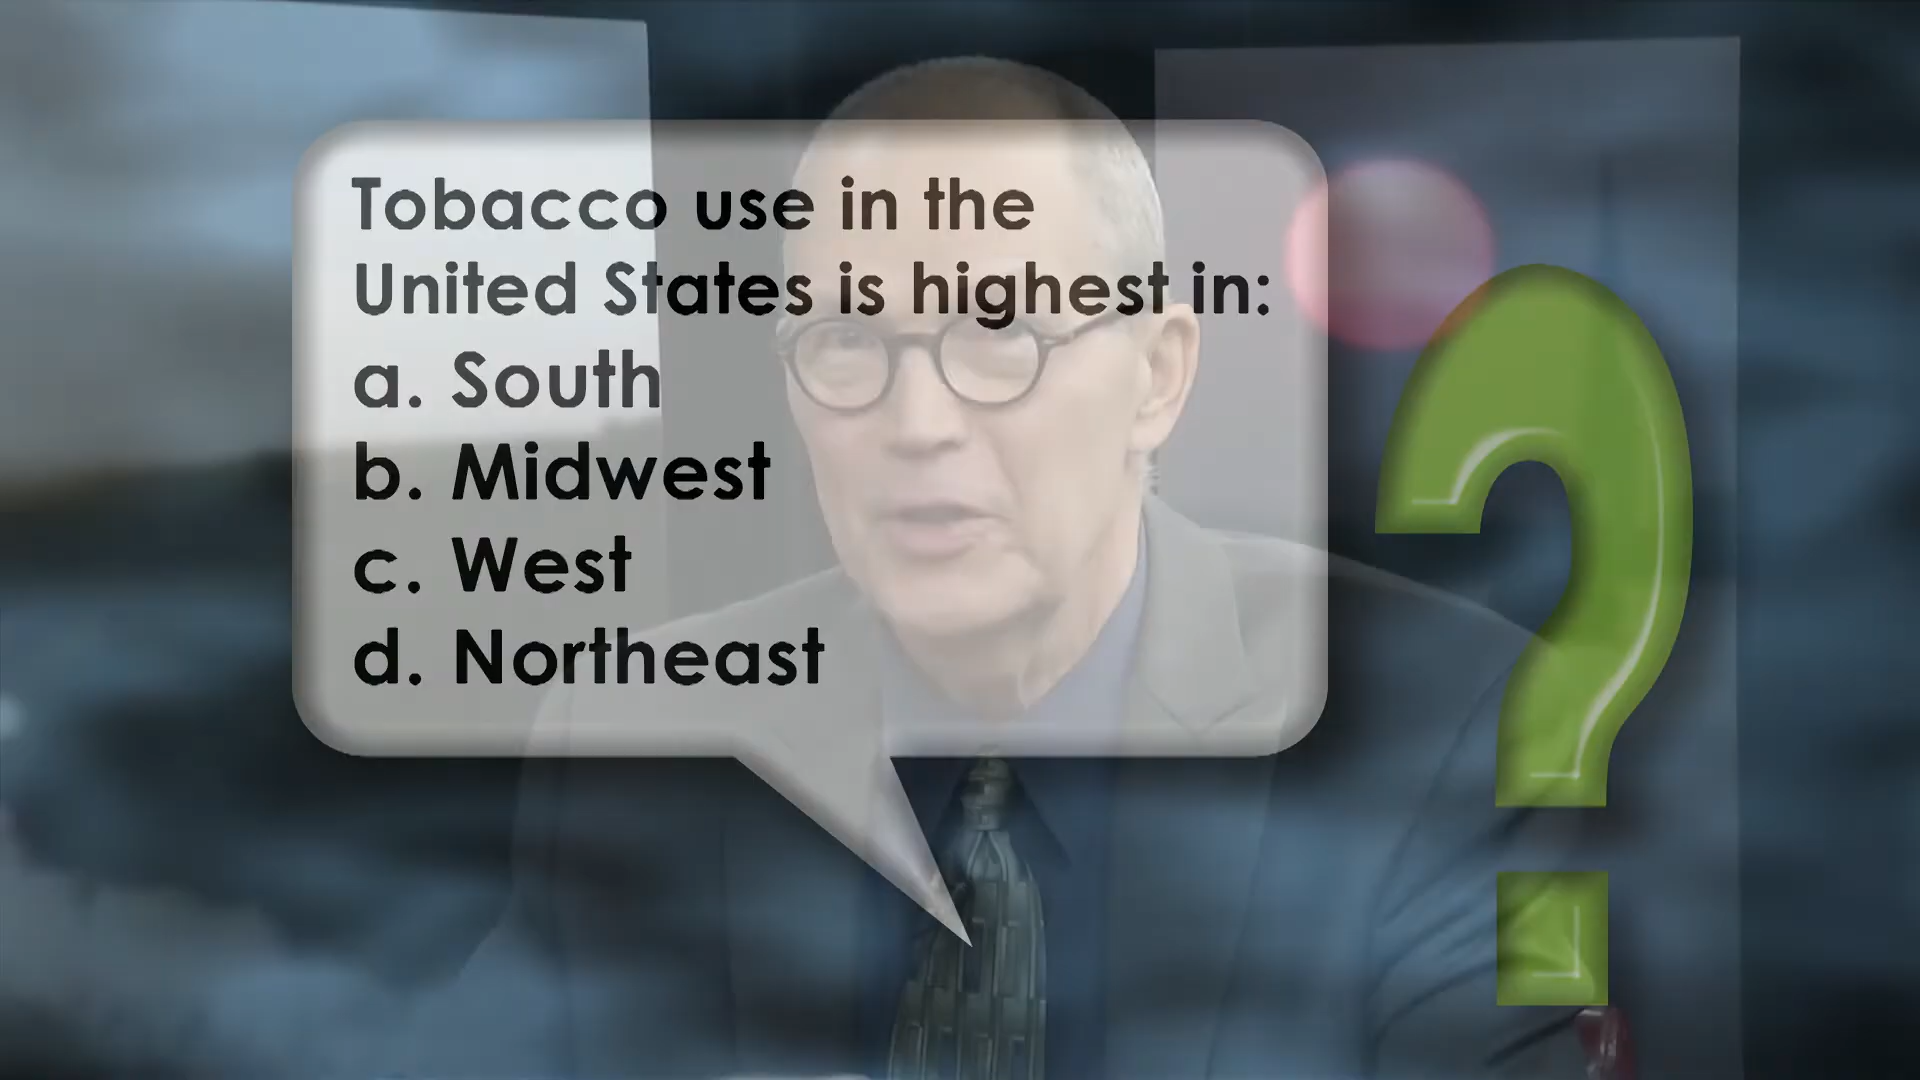 Tobacco use in the
United States is highest in:
a. South
b. Midwest
c. West
d. Northeast
?